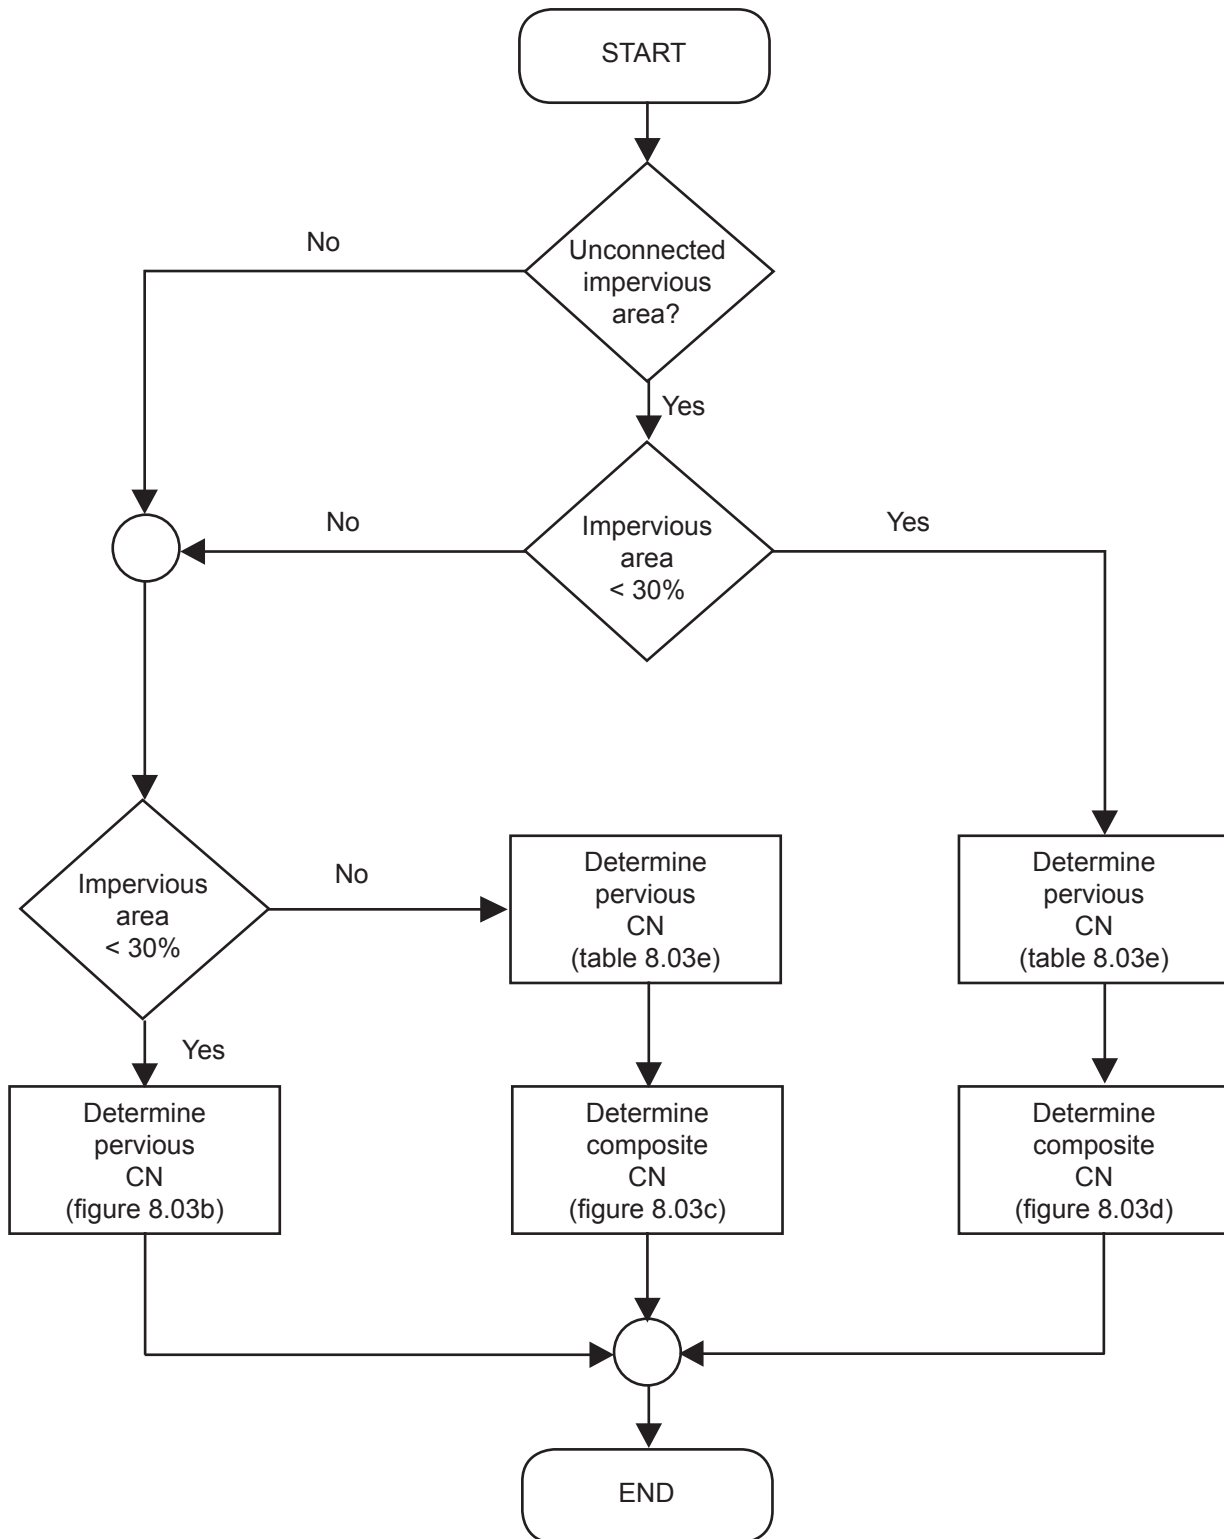 START
No
Unconnected
impervious
area?
Yes
No
Impervious
area
< 30%
Yes
Impervious
area
< 30%
No
Determine
pervious
CN
(table 8.03e)
Determine
pervious
CN
(table 8.03e)
Yes
Determine
pervious
CN
(figure 8.03b)
Determine
composite
CN
(figure 8.03c)
Determine
composite
CN
(figure 8.03d)
END